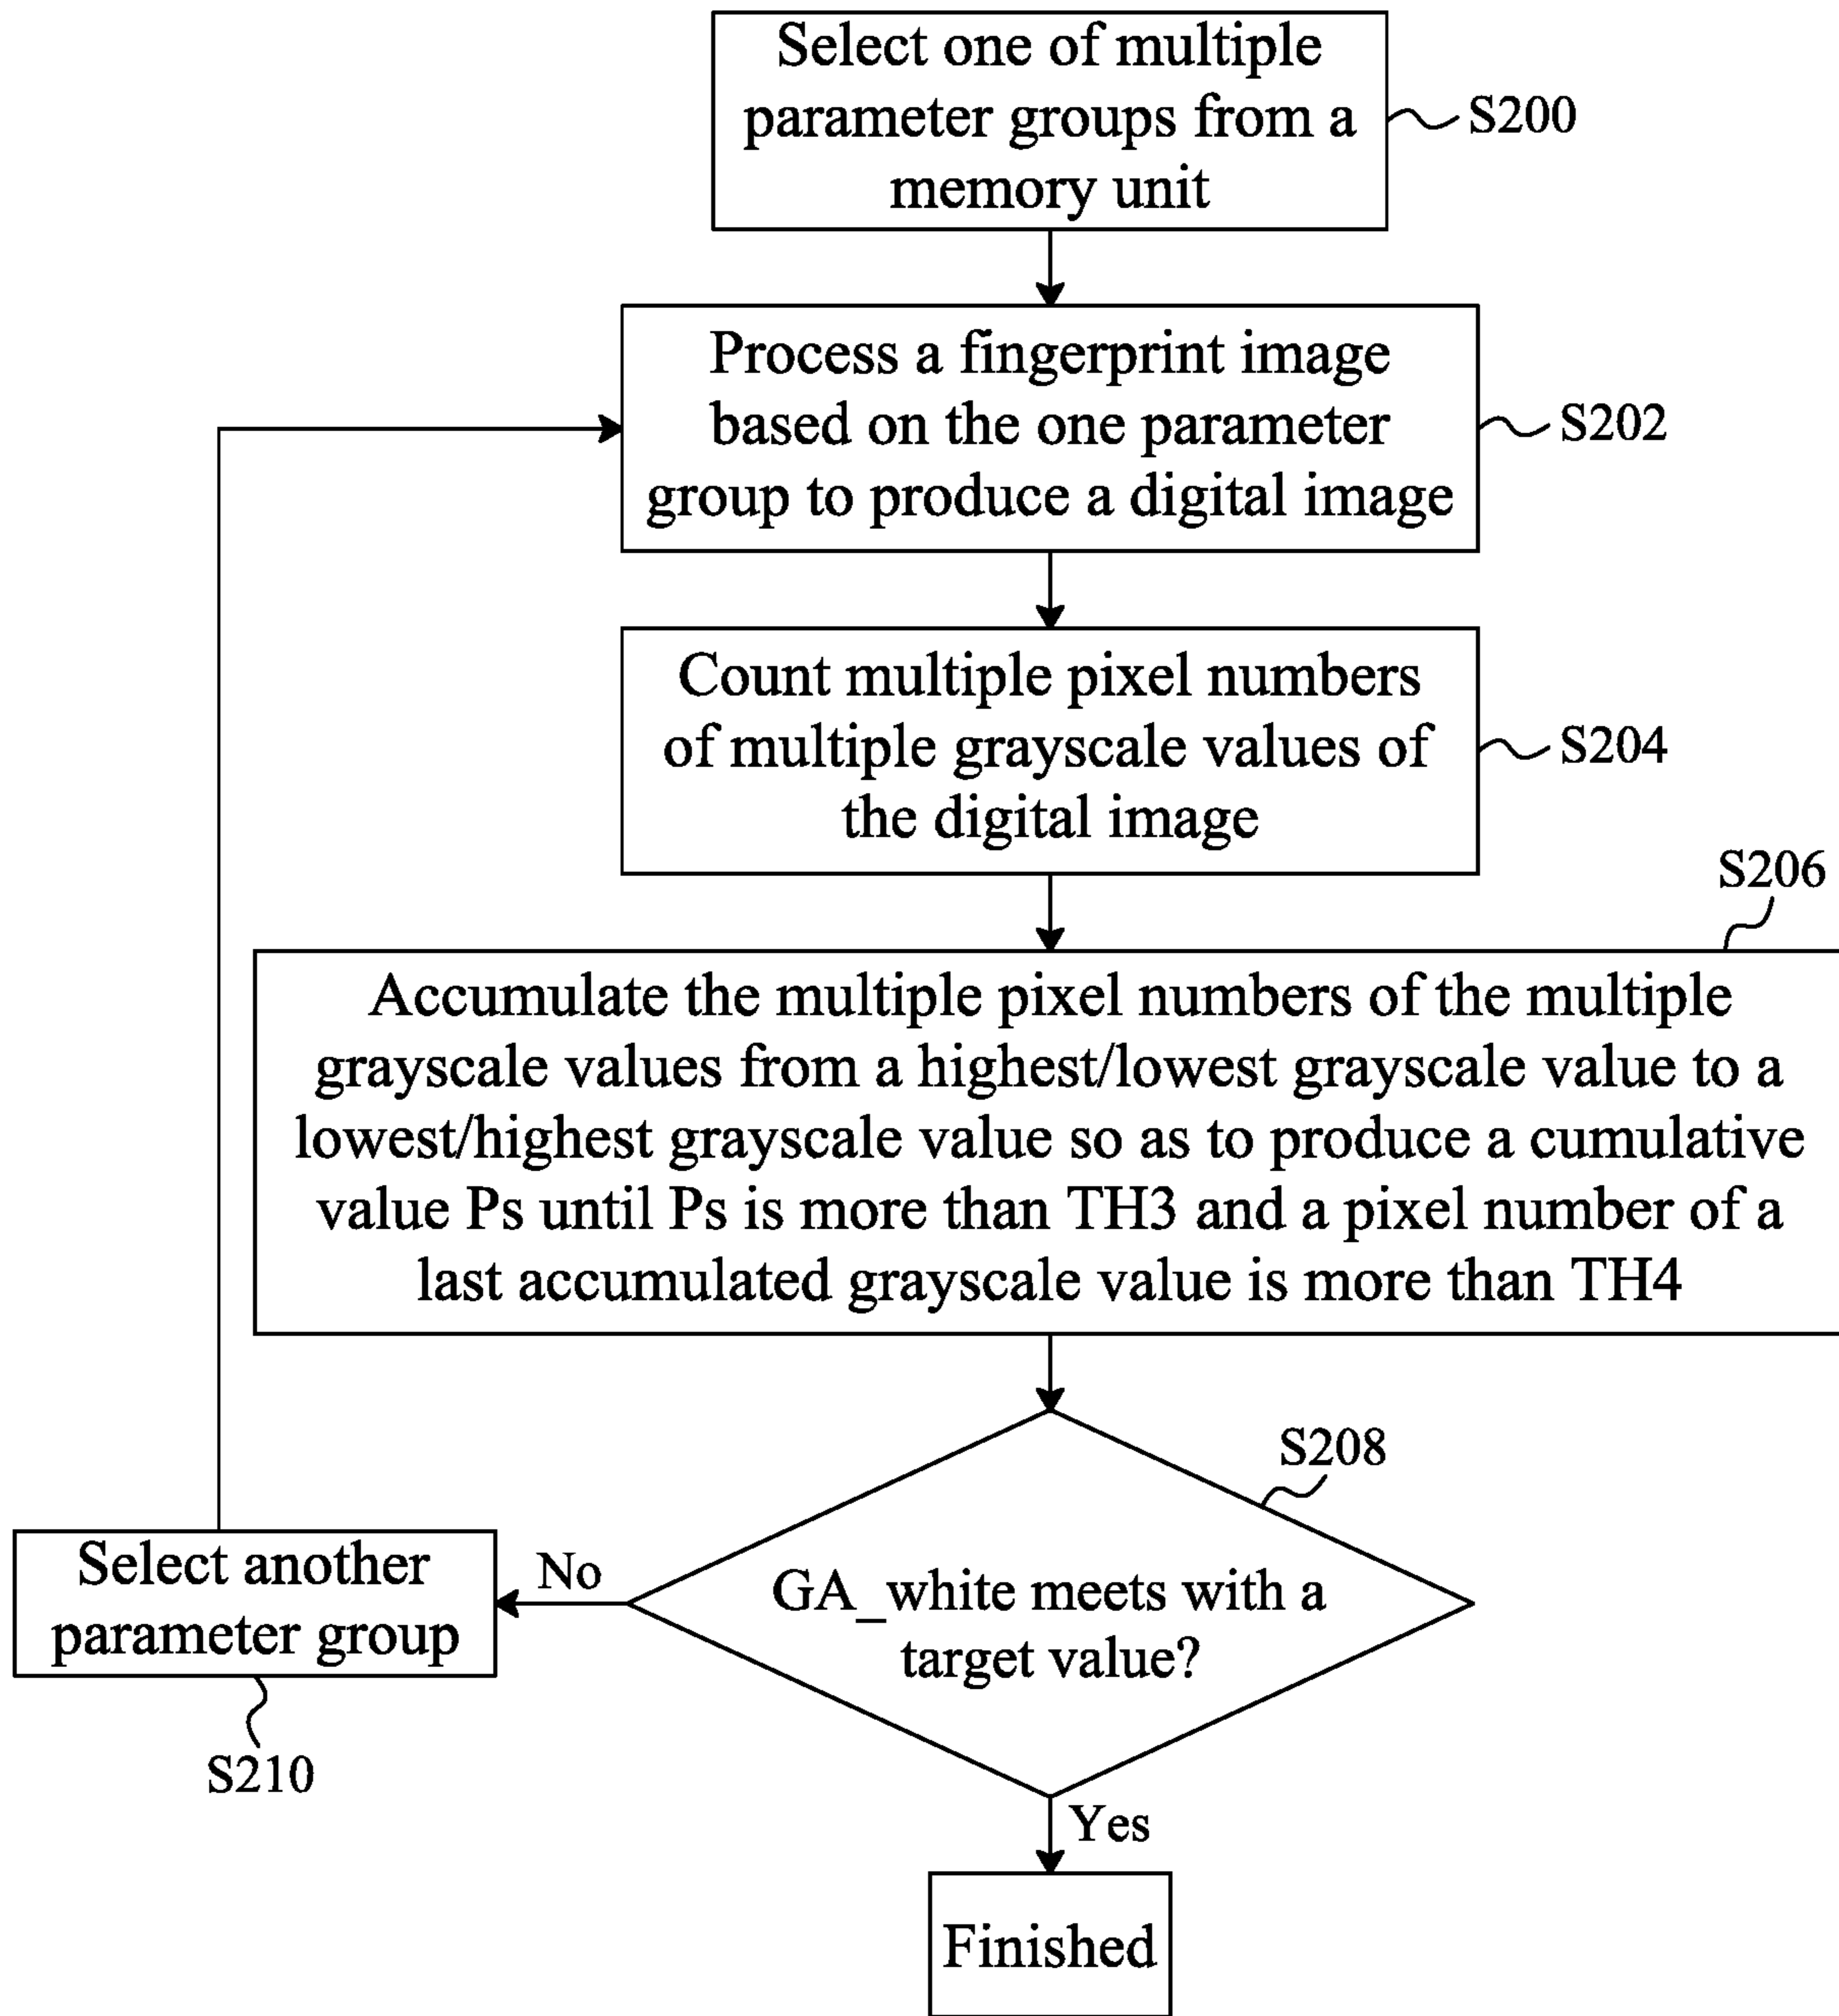 Select one of multiple
parameter groups from a
memory unit
S200
Process a fingerprint image
based on the one parameter
group to produce a digital image
S202
Count multiple pixel numbers
of multiple grayscale values of
the digital image
S204
S206
Accumulate the multiple pixel numbers of the multiple
grayscale values from a highest/lowest grayscale value to a
lowest/highest grayscale value so as to produce a cumulative
value Ps until Ps is more than TH3 and a pixel number of a
last accumulated grayscale value is more than TH4
S208
GA_white meets with a
target value?
No
Select another
parameter group
S210
Yes
Finished